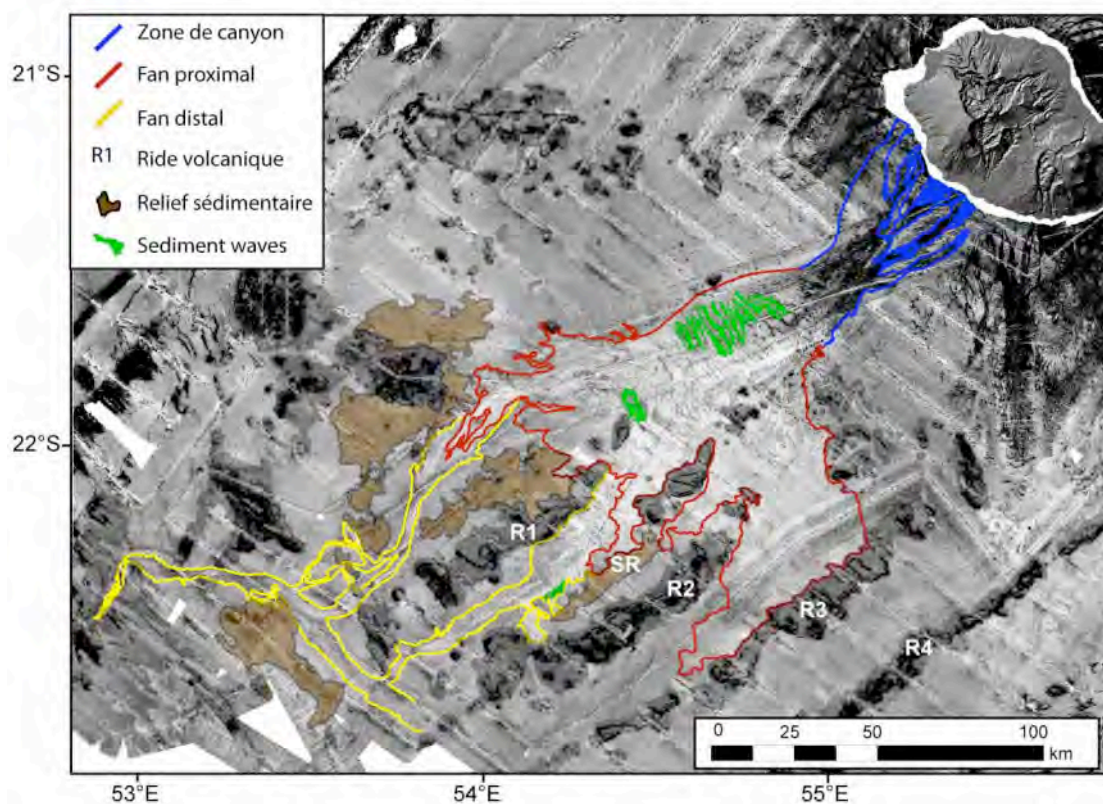 Zone de canyon
Fan proximal
Fan distal
R1 Ride volcanique
Relief sédimentaire
Sediment waves
21°S
22°S
R1
SR
R2
R3
R4
0 25 50 100
km
53°E 54°E 55°E